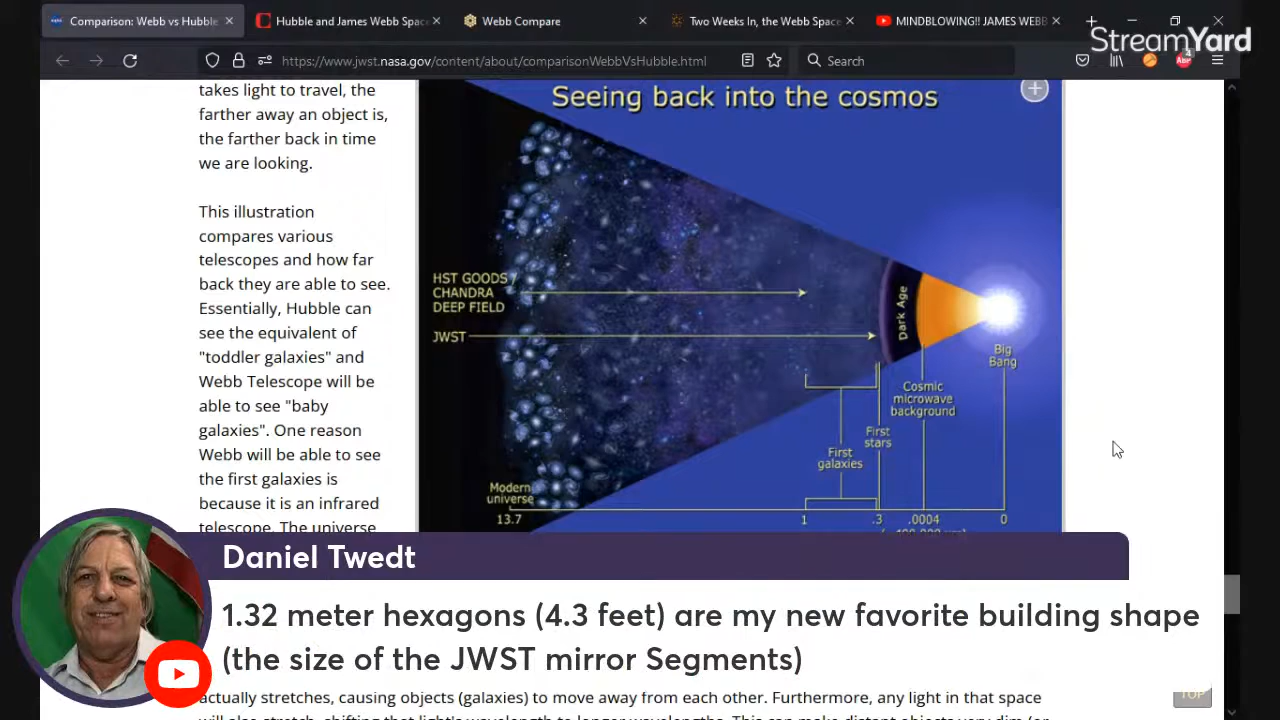 Comparison: Webb vs Hubble
Hubble and James Webb Spac
Webb Compare
Two Weeks In, the Webb Space
MINDBLOWING!! JAMES WEBB
StreamYard
https://www.jwst.nasa.gov/content/about/comparisonWebbVsHubble.html
Search
4
ABP
takes light to travel, the
farther away an object is,
the farther back in time
we are looking.
This illustration
compares various
telescopes and how far
back they are able to see.
Essentially, Hubble can
see the equivalent of
"toddler galaxies" and
Webb Telescope will be
able to see "baby
galaxies". One reason
Webb will be able to see
the first galaxies is
because it is an infrared
telescope. The universe
Seeing back into the cosmos
HST GOODS /
CHANDRA
DEEP FIELD
JWST
Dark Age
Big
Bang
Cosmic
microwave
background
First
stars
First
galaxies
Modern
universe
13.7
1
.3
.0004
0
Daniel Twedt
1.32 meter hexagons (4.3 feet) are my new favorite building shape
(the size of the JWST mirror Segments)
actually stretches, causing objects (galaxies) to move away from each other. Furthermore, any light in that space
TOP